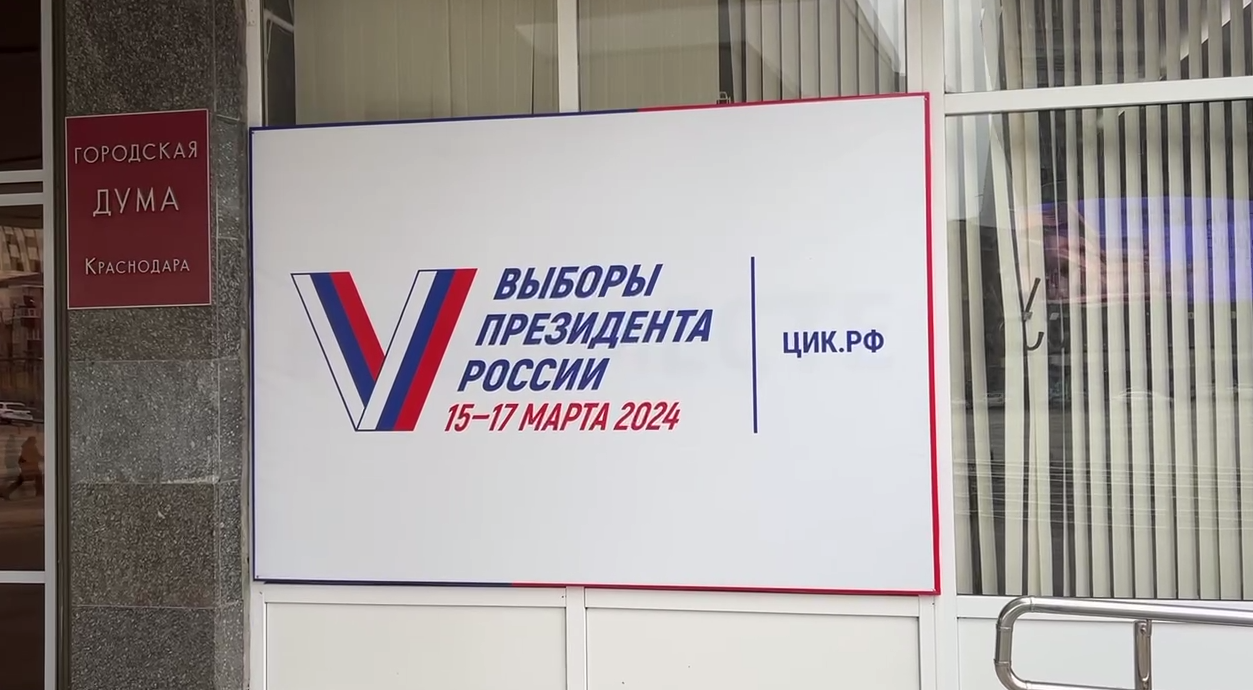 ГОРОДСКАЯ
ДУМА
КРАСНОДАРА
ВЫБОРЫ
ПРЕЗИДЕНТА
РОССИИ
15–17 МАРТА 2024
ЦИК.РФ